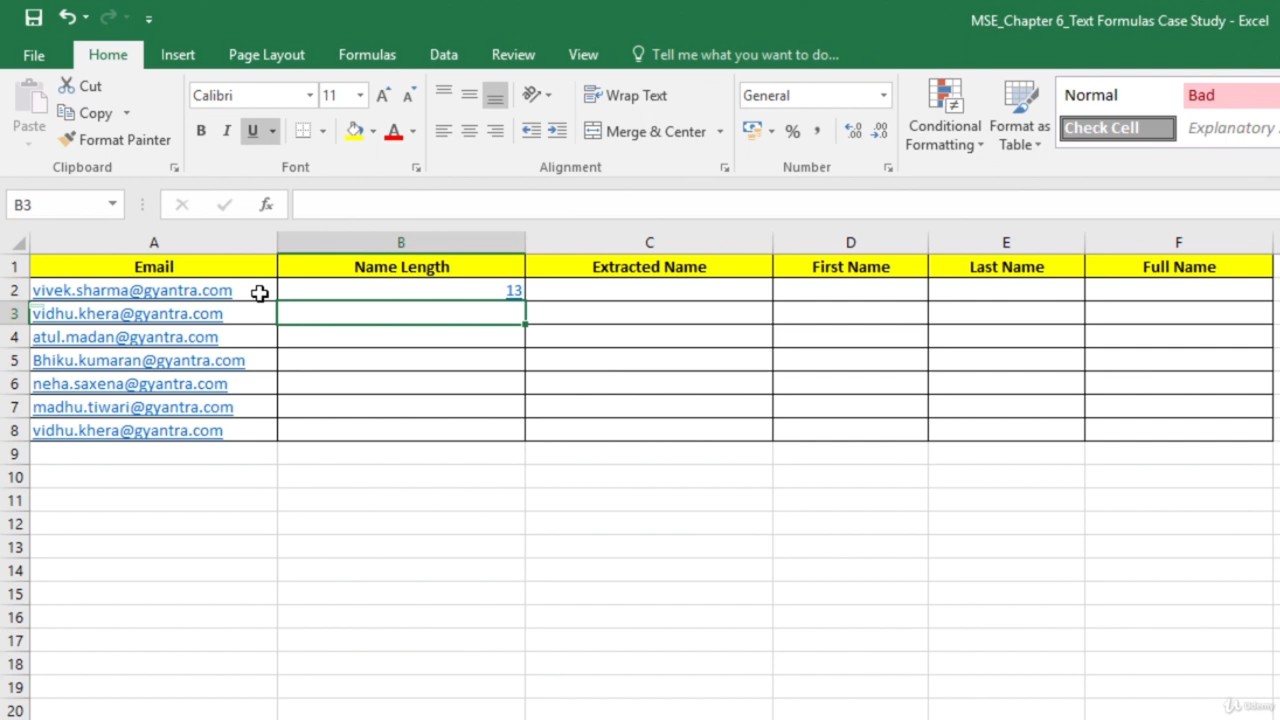 MSE_Chapter 6_Text Formulas Case Study - Excel
File Home Insert Page Layout Formulas Data Review View Tell me what you want to do...
Paste
Cut
Copy
Format Painter
Clipboard
Calibri 11
B I U
Font
Wrap Text
Merge & Center
Alignment
General
%
Number
Conditional Formatting
Format as Table
Normal Bad
Check Cell Explanatory
B3 fx
A B C D E F
1 Email Name Length Extracted Name First Name Last Name Full Name
2 vivek.sharma@gyantra.com 13
3 vidhu.khera@gyantra.com
4 atul.madan@gyantra.com
5 Bhiku.kumaran@gyantra.com
6 neha.saxena@gyantra.com
7 madhu.tiwari@gyantra.com
8 vidhu.khera@gyantra.com
9
10
11
12
13
14
15
16
17
18
19
20
Udemy